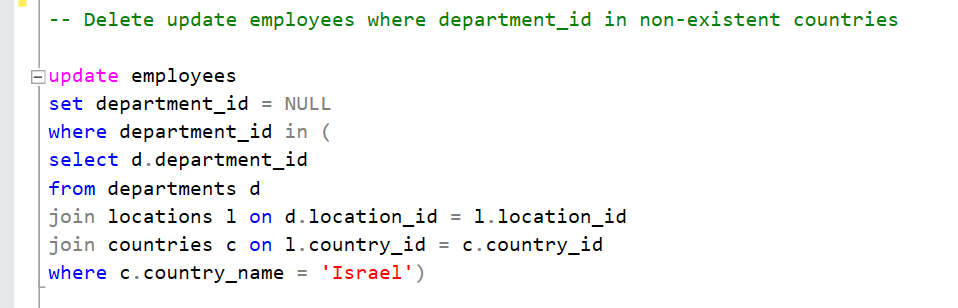 -- Delete update employees where department_id in non-existent countries
update employees
set department_id = NULL
where department_id in (
select d.department_id
from departments d
join locations l on d.location_id = l.location_id
join countries c on l.country_id = c.country_id
where c.country_name = 'Israel')